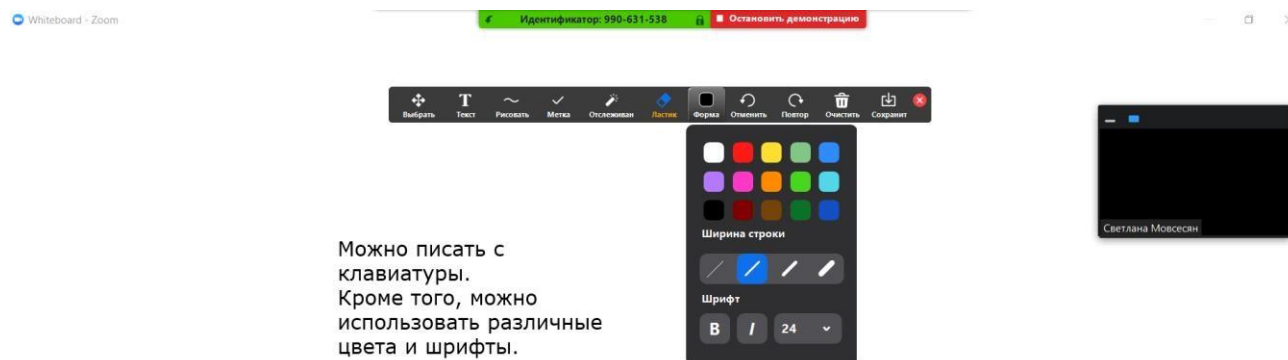 Whiteboard - Zoom
Идентификатор: 990-631-538
Остановить демонстрацию
Выбрать Текст Рисовать Метка Отслеживан Ластик Форма Отменить Повтор Очистить Сохранит
Ширина строки
Светлана Мовсесян
Можно писать с
клавиатуры.
Кроме того, можно
использовать различные
цвета и шрифты.
Шрифт
B I 24